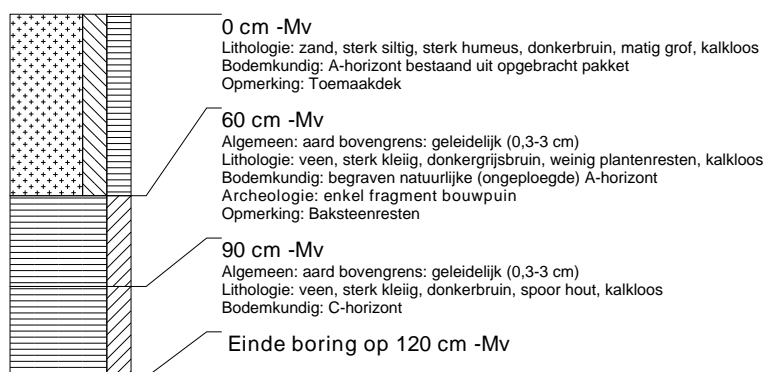 0 cm -Mv
Lithologie: zand, sterk siltig, sterk humeus, donkerbruin, matig grof, kalkloos
Bodemkundig: A-horizont bestaand uit opgebracht pakket
Opmerking: Toemaakdek
60 cm -Mv
Algemeen: aard bovengrens: geleidelijk (0,3-3 cm)
Lithologie: veen, sterk kleiig, donkergrijsbruin, weinig plantenresten, kalkloos
Bodemkundig: begraven natuurlijke (ongeploegde) A-horizont
Archeologie: enkel fragment bouwpuin
Opmerking: Baksteenresten
90 cm -Mv
Algemeen: aard bovengrens: geleidelijk (0,3-3 cm)
Lithologie: veen, sterk kleiig, donkerbruin, spoor hout, kalkloos
Bodemkundig: C-horizont
Einde boring op 120 cm -Mv